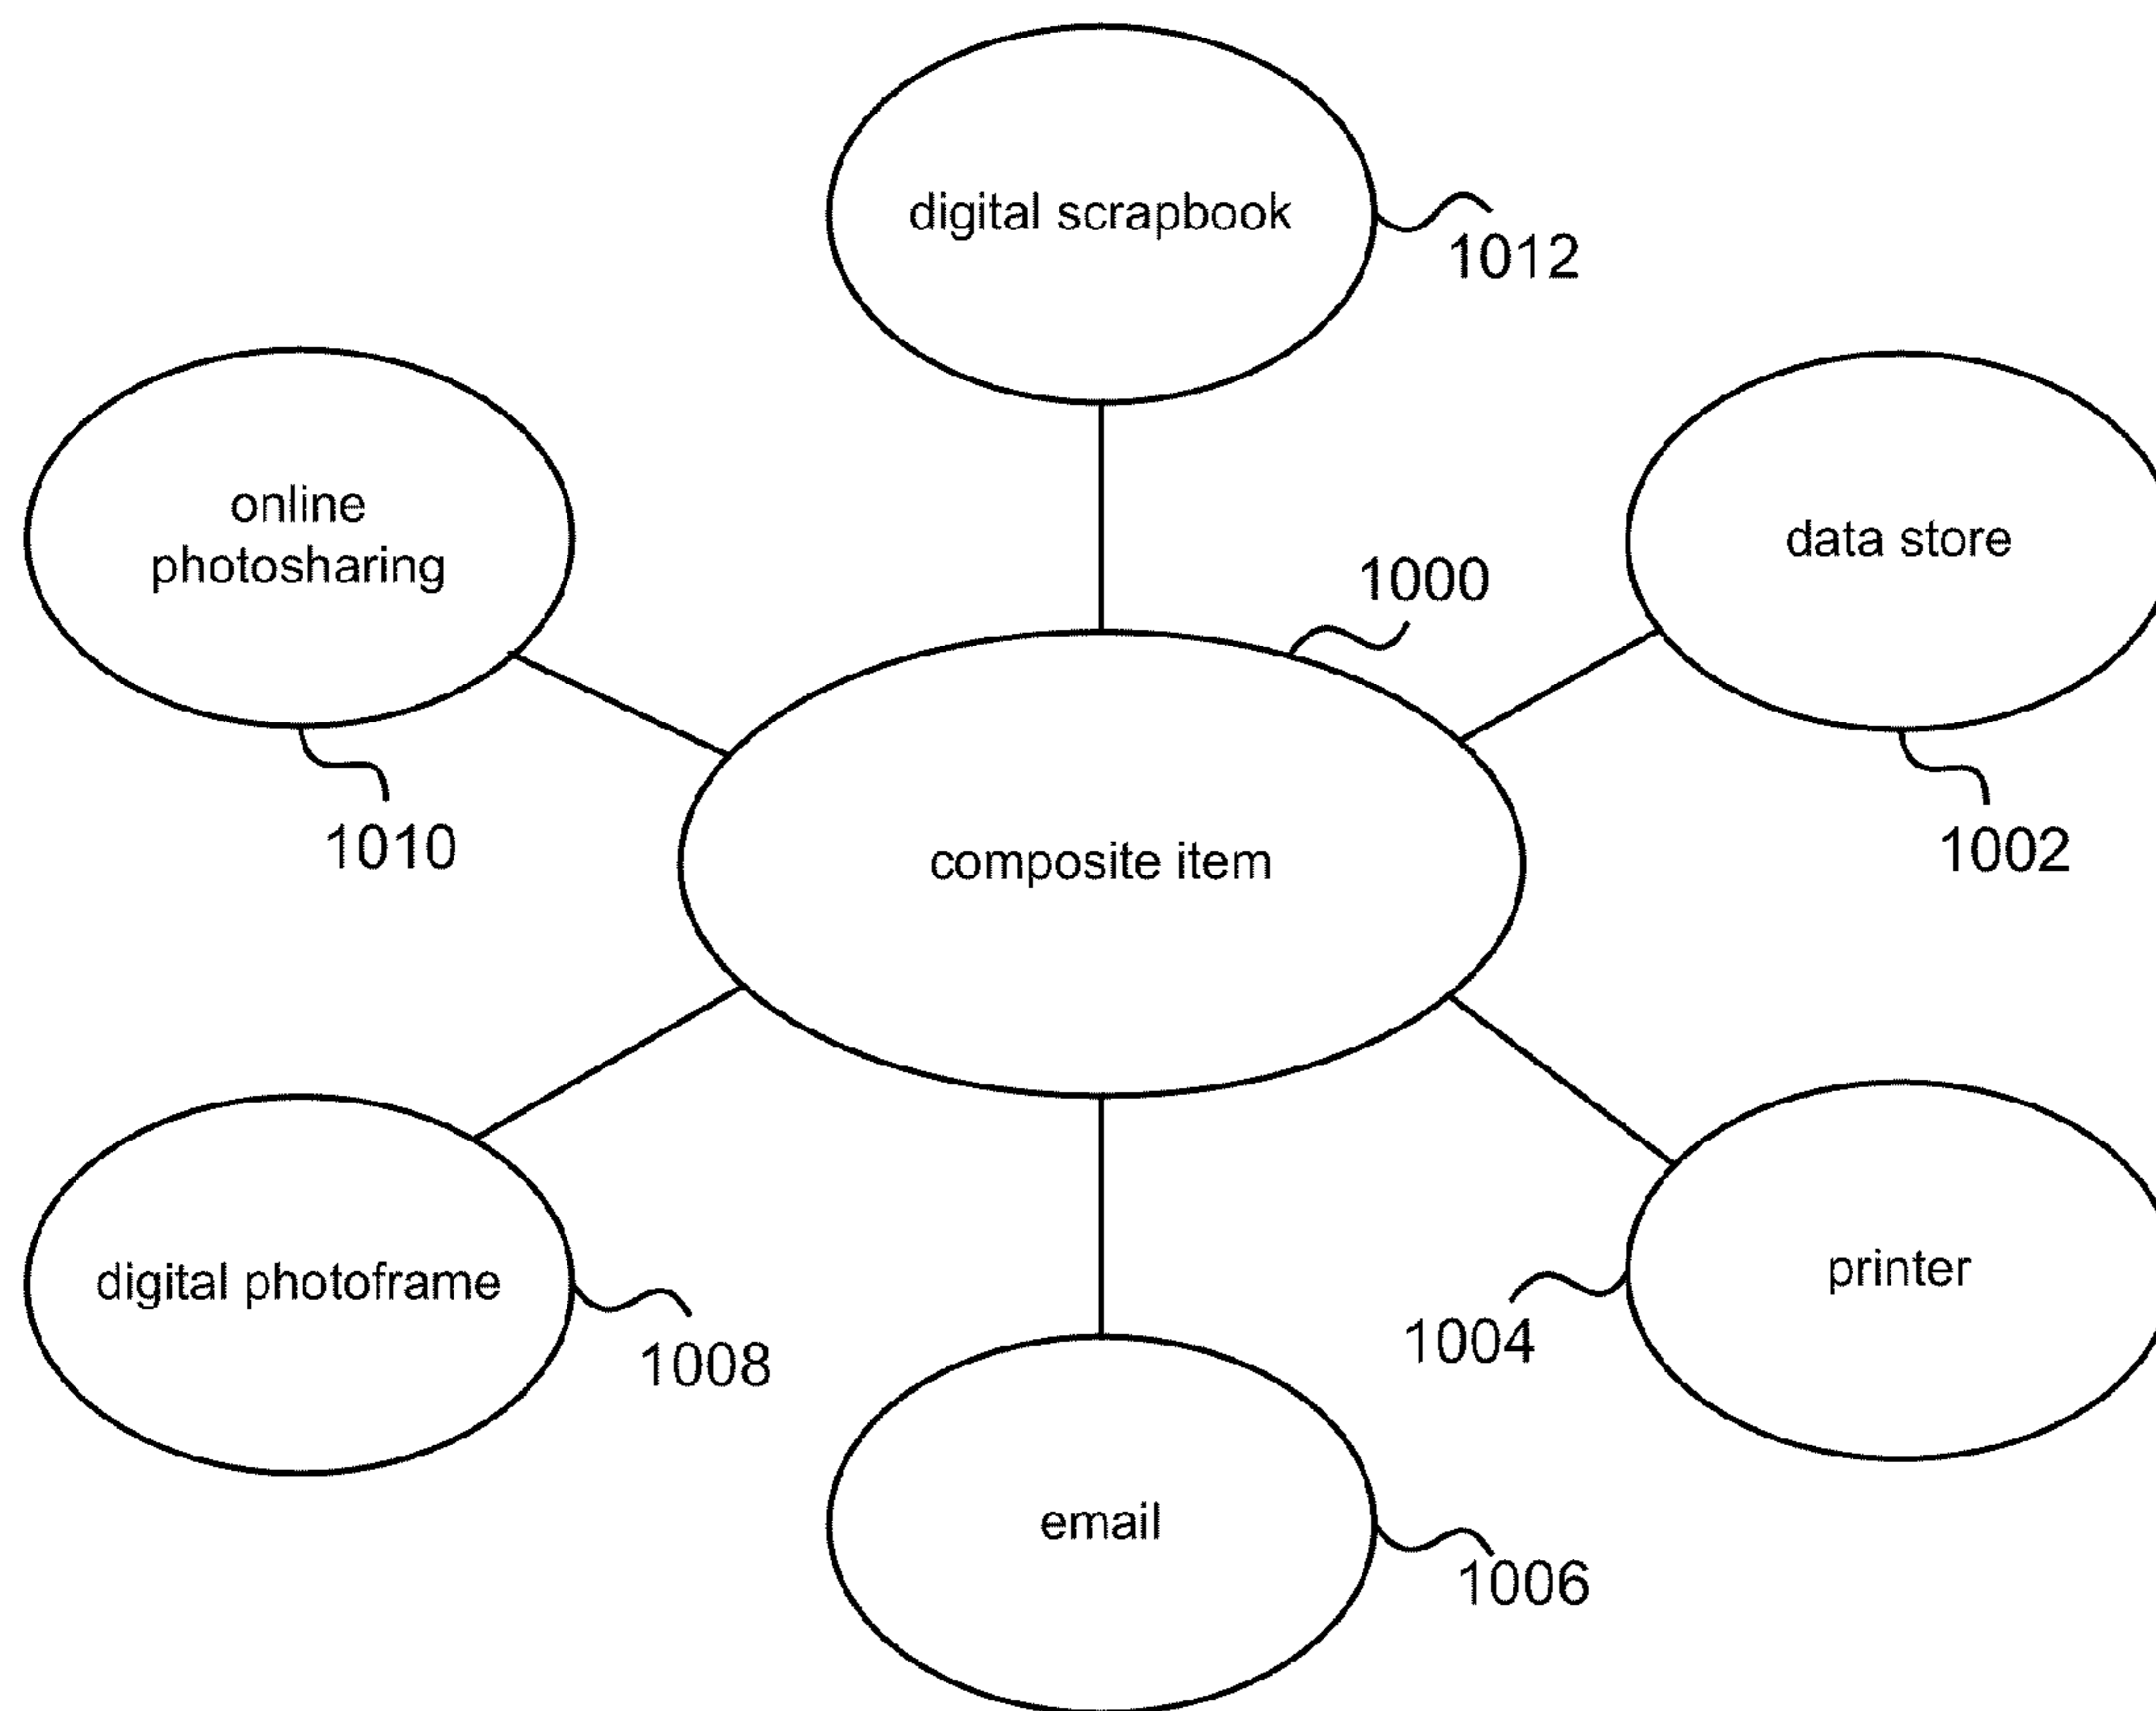 digital scrapbook
1012
online
photosharing
1010
data store
1002
1000
composite item
digital photoframe
1008
printer
1004
email
1006